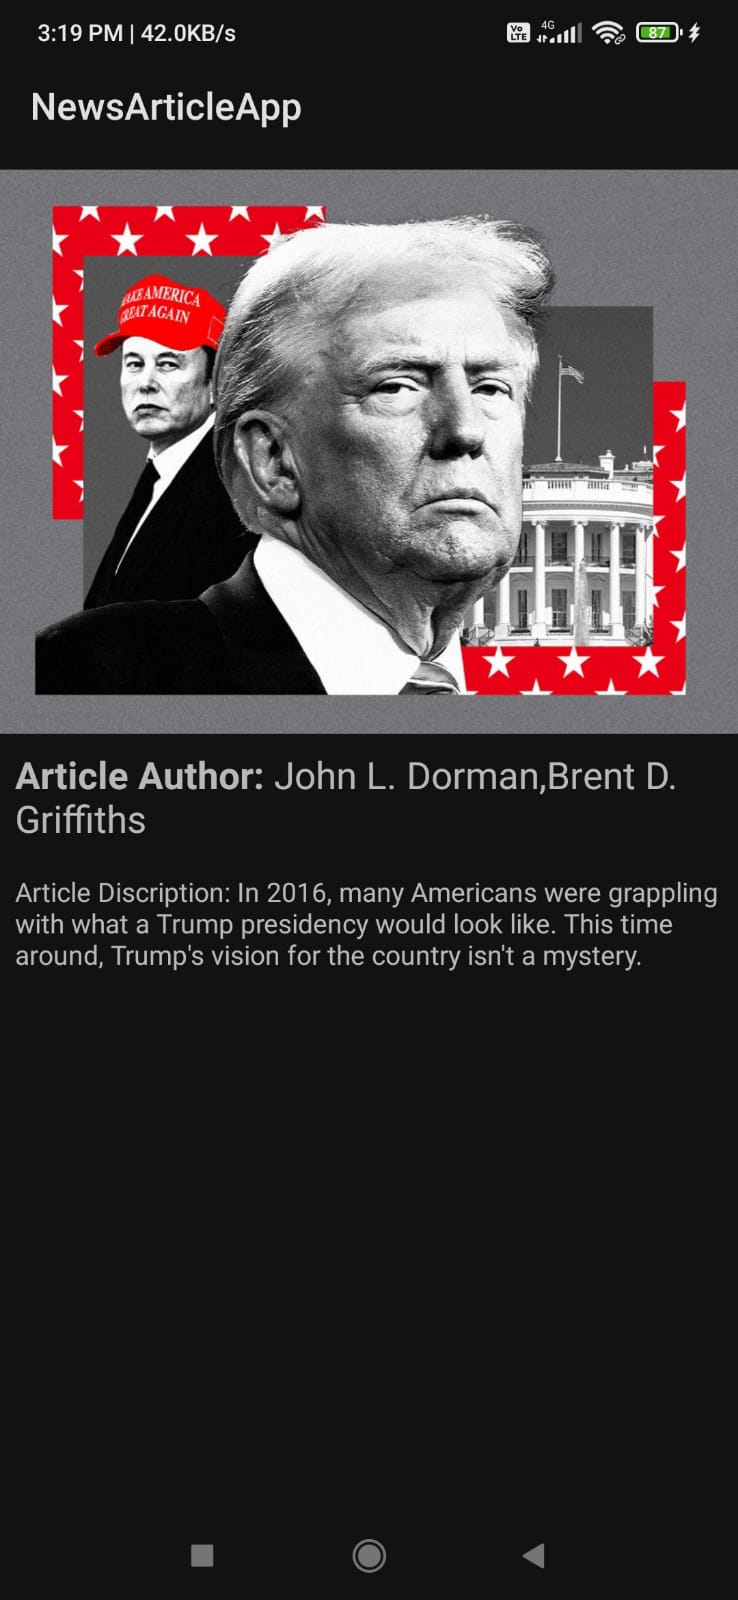 3:19 PM | 42.0KB/s
Vo LTE
4G
87
NewsArticleApp
MAKE AMERICA
GREAT AGAIN
Article Author: John L. Dorman,Brent D.
Griffiths
Article Discription: In 2016, many Americans were grappling
with what a Trump presidency would look like. This time
around, Trump's vision for the country isn't a mystery.